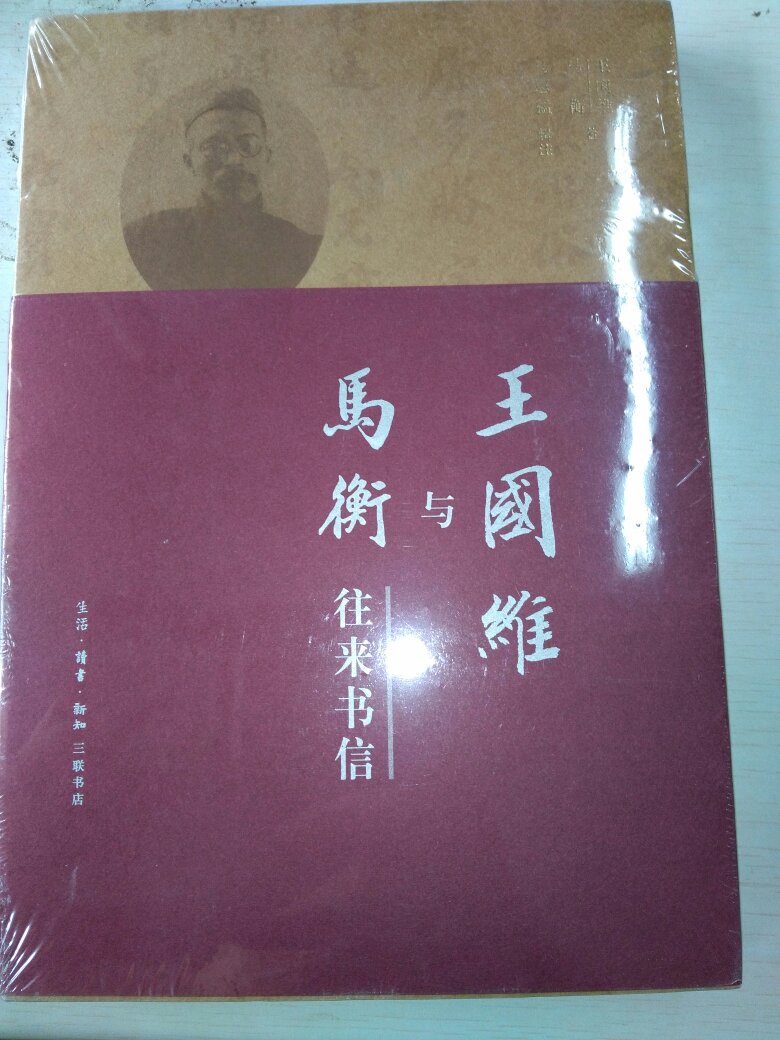 王國維
与
馬衡
往来书信
生活·讀書·新知 三联书店